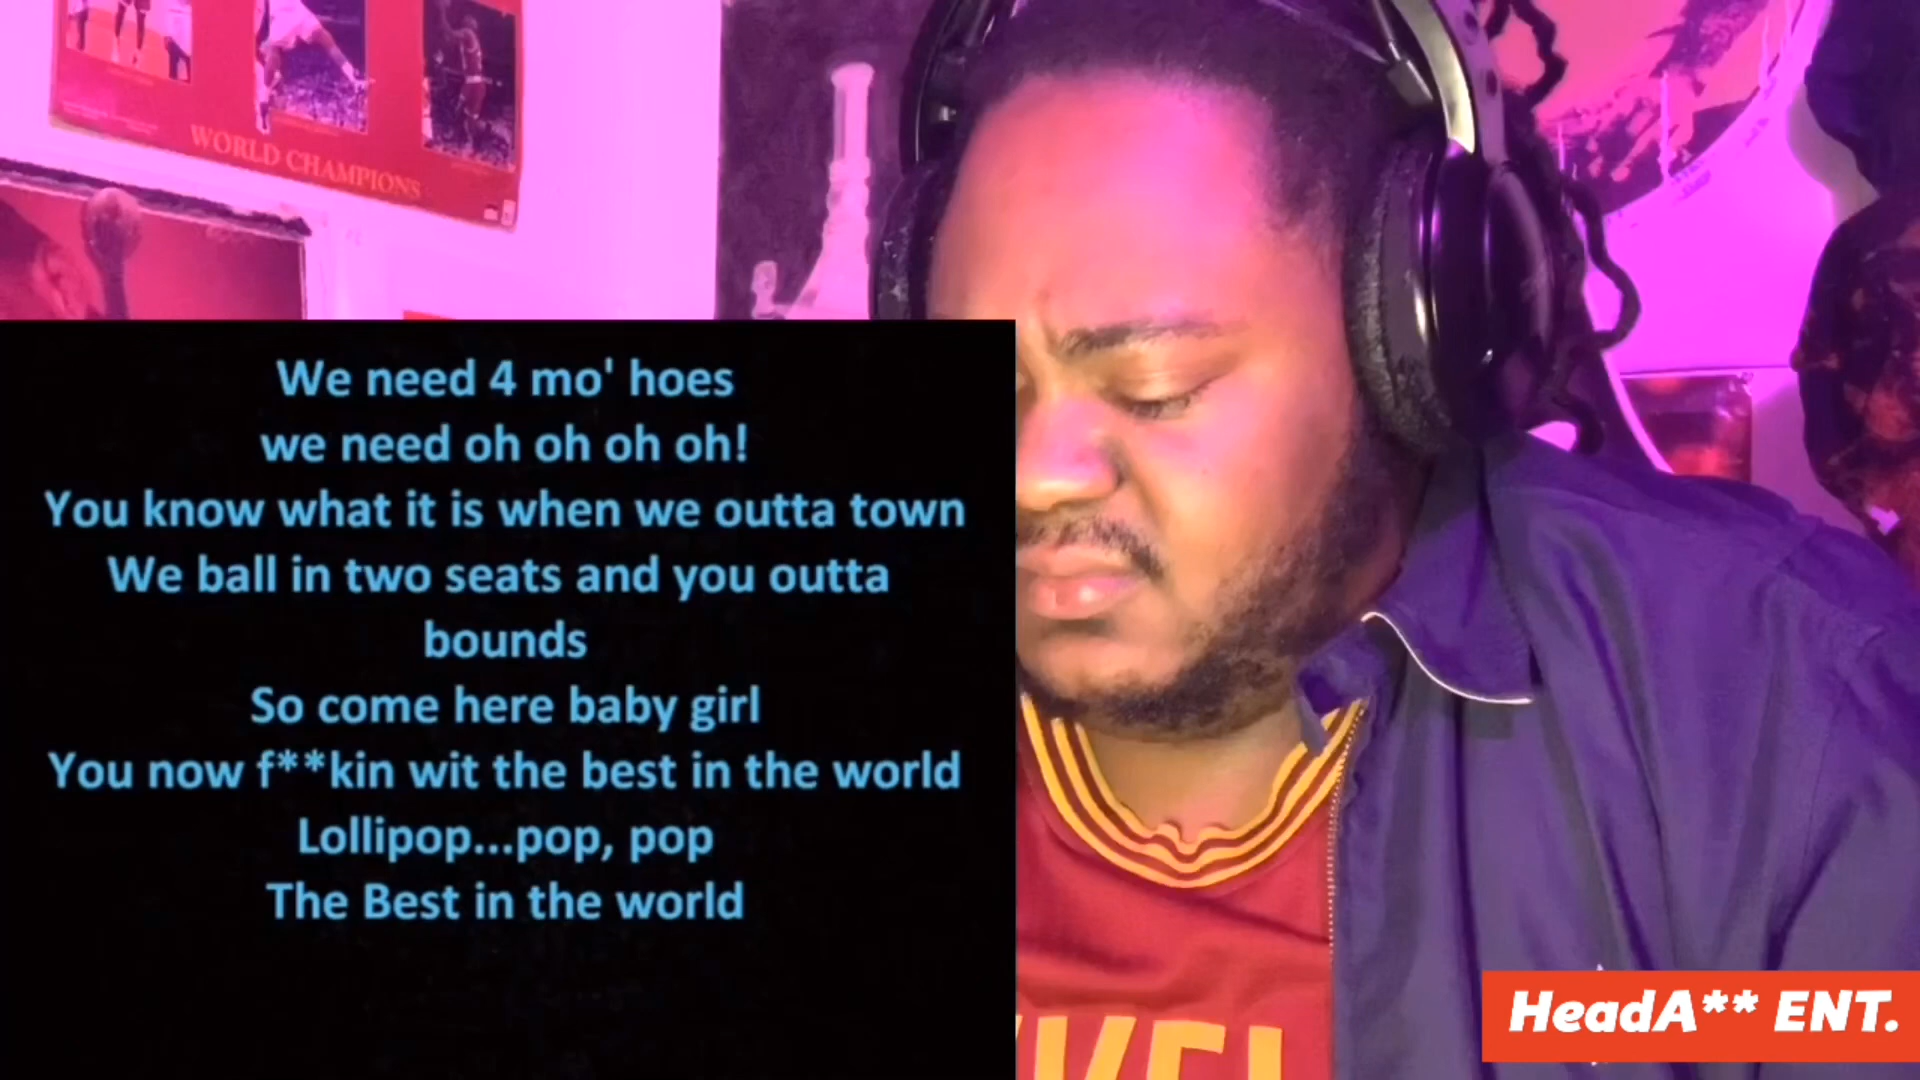 WORLD CHAMPIONS
We need 4 mo' hoes
we need oh oh oh oh!
You know what it is when we outta town
We ball in two seats and you outta
bounds
So come here baby girl
You now f**kin wit the best in the world
Lollipop...pop, pop
The Best in the world
HeadA** ENT.